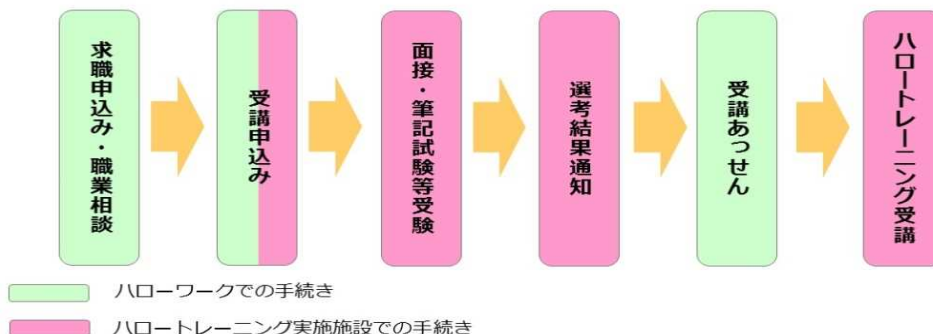 求職申込み・職業相談
受講申込み
面接・筆記試験等受験
選考結果通知
受講あっせん
ハロートレーニング受講
ハローワークでの手続き
ハロートレーニング実施施設での手続き